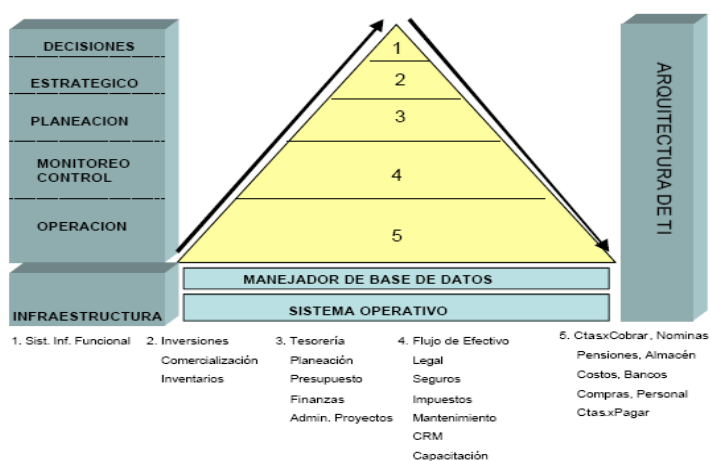 DECISIONES
ESTRATEGICO
PLANEACION
MONITOREO
CONTROL
OPERACION
INFRAESTRUCTURA
1
2
3
4
5
MANEJADOR DE BASE DE DATOS
SISTEMA OPERATIVO
ARQUITECTURA DE TI
1. Sist. Inf. Funcional
2. Inversiones
Comercialización
Inventarios
3. Tesorería
Planeación
Presupuesto
Finanzas
Admin. Proyectos
4. Flujo de Efectivo
Legal
Seguros
Impuestos
Mantenimiento
CRM
Capacitación
5. Ctas.xCobrar, Nominas
Pensiones, Almacén
Costos, Bancos
Compras, Personal
Ctas.xPagar